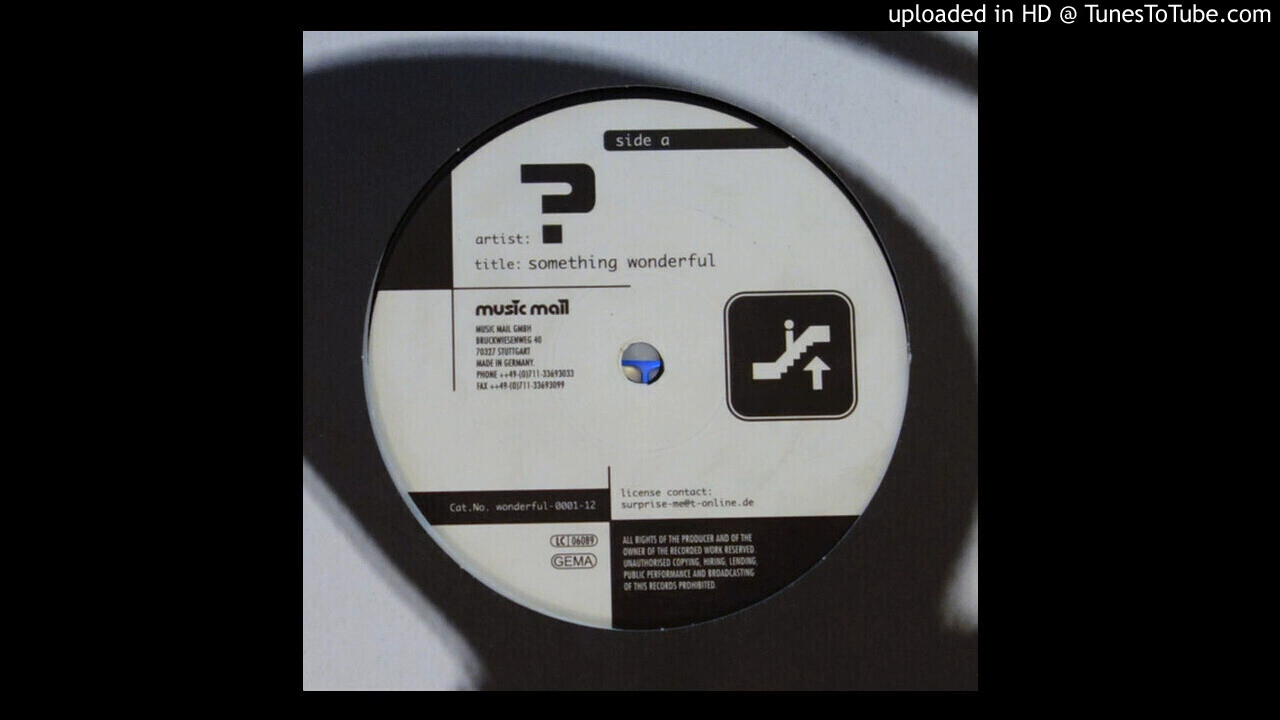 uploaded in HD @ TunesToTube.com
side a
?
artist:
title: something wonderful
music mail
MUSIC MAIL GMBH
BRUCKWIESENWEG 40
70327 STUTTGART
MADE IN GERMANY.
PHONE ++49-(0)711-33693033
FAX ++49-(0)711-33693099
Cat.No. wonderful-0001-12
license contact:
surprise-me@t-online.de
LC 06089
GEMA
ALL RIGHTS OF THE PRODUCER AND OF THE
OWNER OF THE RECORDED WORK RESERVED.
UNAUTHORISED COPYING, HIRING, LENDING,
PUBLIC PERFORMANCE AND BROADCASTING
OF THIS RECORDS PROHIBITED.